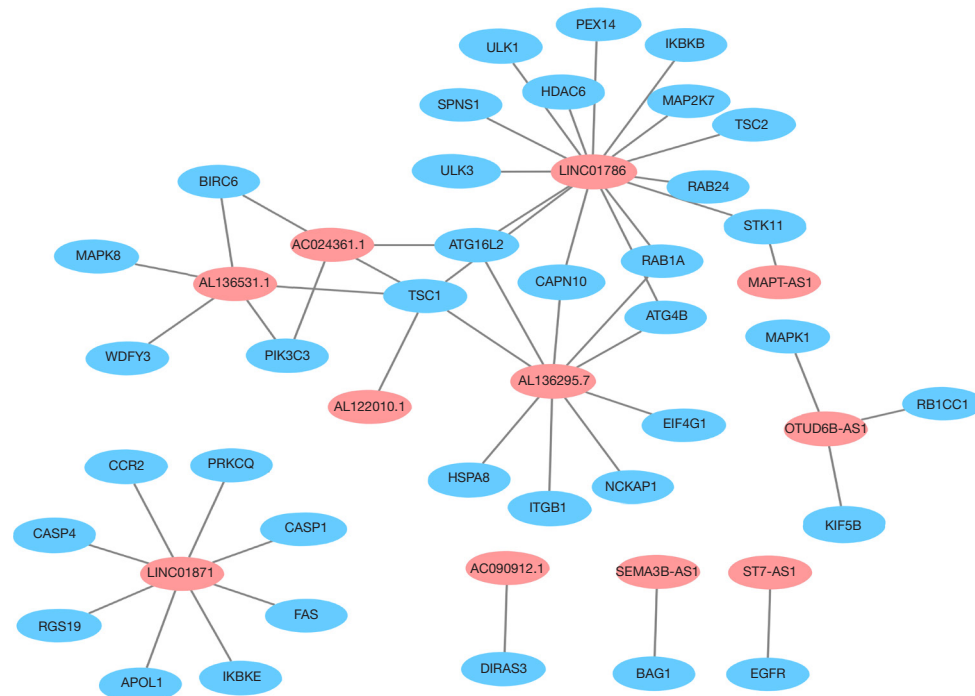 PEX14
ULK1
IKBKB
HDAC6
SPNS1
MAP2K7
TSC2
ULK3
LINC01786
BIRC6
RAB24
STK11
AC024361.1
ATG16L2
MAPK8
RAB1A
AL136531.1
CAPN10
MAPT-AS1
TSC1
ATG4B
MAPK1
WDFY3
PIK3C3
AL136295.7
RB1CC1
AL122010.1
EIF4G1
OTUD6B-AS1
CCR2
PRKCQ
HSPA8
NCKAP1
ITGB1
KIF5B
CASP4
CASP1
LINC01871
AC090912.1
SEMA3B-AS1
ST7-AS1
FAS
RGS19
APOL1
IKBKE
DIRAS3
BAG1
EGFR